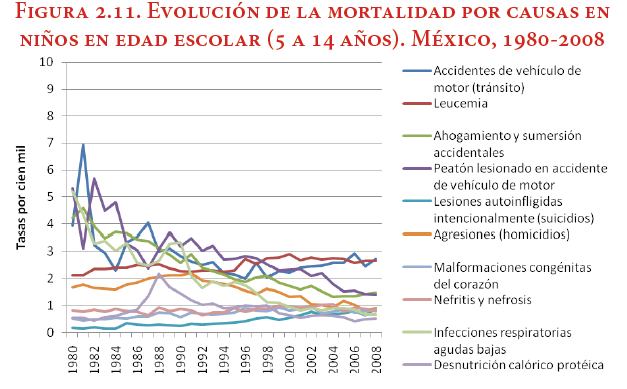 FIGURA 2.11. EVOLUCIÓN DE LA MORTALIDAD POR CAUSAS EN
NIÑOS EN EDAD ESCOLAR (5 A 14 AÑOS). MÉXICO, 1980-2008
Tasas por cien mil
10
9
8
7
6
5
4
3
2
1
0
1980
1982
1984
1986
1988
1990
1992
1994
1996
1998
2000
2002
2004
2006
2008
Accidentes de vehículo de
motor (tránsito)
Leucemia
Ahogamiento y sumersión
accidentales
Peatón lesionado en accidente
de vehículo de motor
Lesiones autoinfligidas
intencionalmente (suicidios)
Agresiones (homicidios)
Malformaciones congénitas
del corazón
Nefritis y nefrosis
Infecciones respiratorias
agudas bajas
Desnutrición calórico protéica